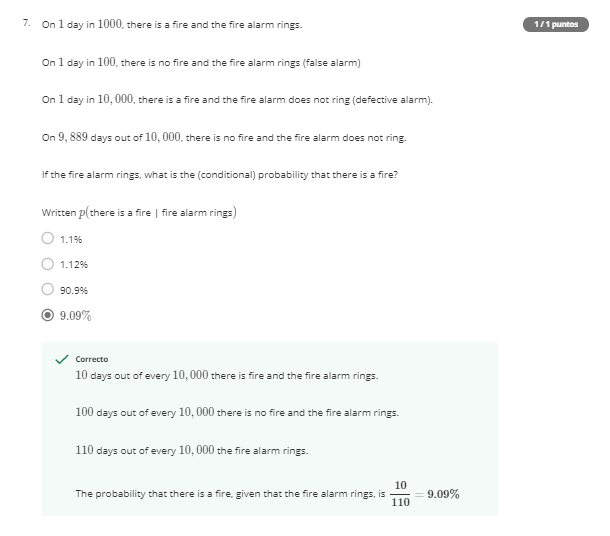 7. On 1 day in 1000, there is a fire and the fire alarm rings.
1 / 1 puntos
On 1 day in 100, there is no fire and the fire alarm rings (false alarm)
On 1 day in 10, 000, there is a fire and the fire alarm does not ring (defective alarm).
On 9, 889 days out of 10, 000, there is no fire and the fire alarm does not ring.
If the fire alarm rings, what is the (conditional) probability that there is a fire?
Written p(there is a fire | fire alarm rings)
1.1%
1.12%
90.9%
9.09%
Correcto
10 days out of every 10, 000 there is fire and the fire alarm rings.
100 days out of every 10, 000 there is no fire and the fire alarm rings.
110 days out of every 10, 000 the fire alarm rings.
The probability that there is a fire, given that the fire alarm rings, is 10/110 = 9.09%